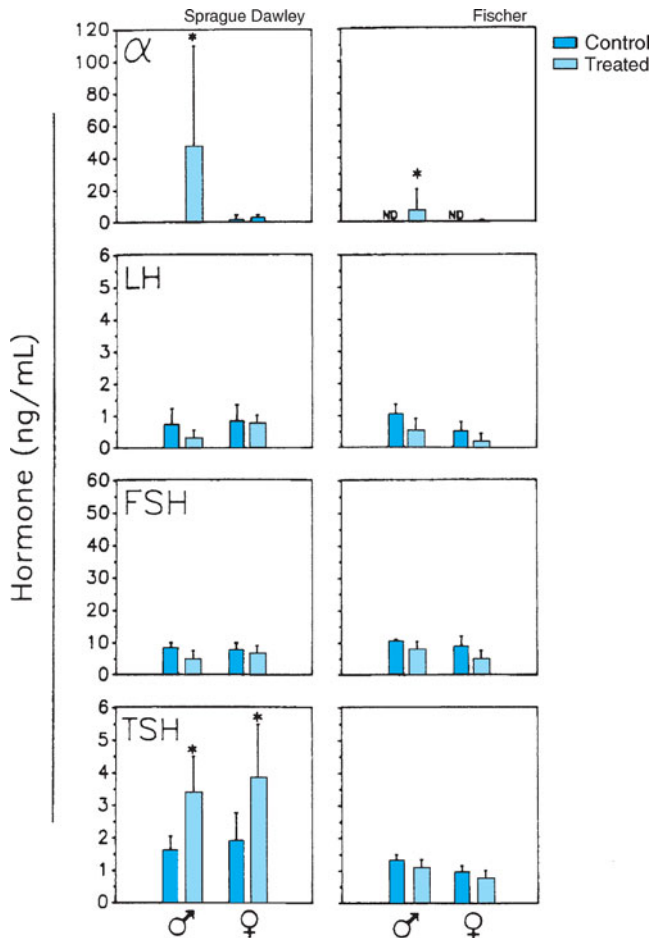 Sprague Dawley
Fischer
Control
Treated
Hormone (ng/mL)
α
120
100
80
60
40
20
0
*
*
ND
ND
LH
6
5
4
3
2
1
0
FSH
60
50
40
30
20
10
0
TSH
6
5
4
3
2
1
0
*
*
♂ ♀ ♂ ♀